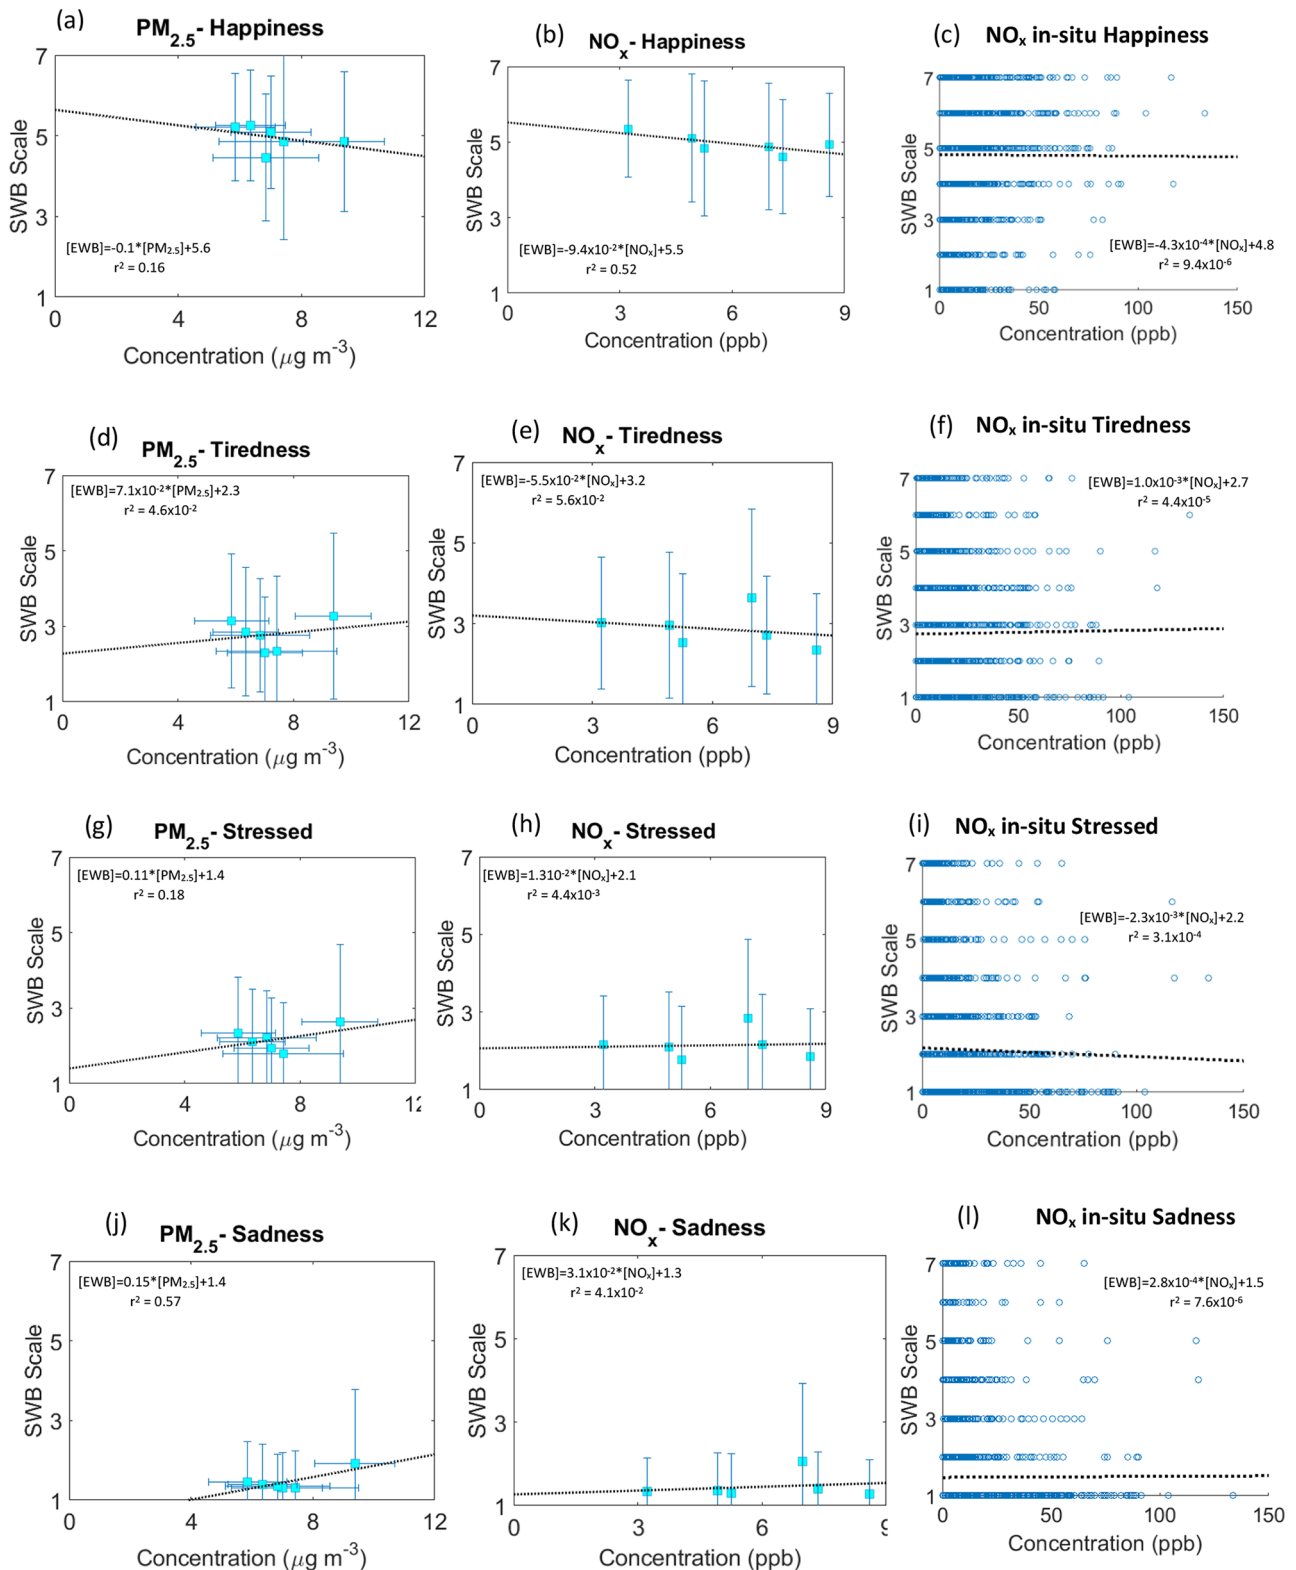 (a)
PM2.5- Happiness
7
5
3
1
SWB Scale
[EWB]=-0.1*[PM2.5]+5.6
r² = 0.16
0 4 8 12
Concentration (μg m⁻³)
(b)
NOx- Happiness
7
5
3
1
SWB Scale
[EWB]=-9.4x10⁻²*[NOx]+5.5
r² = 0.52
0 3 6 9
Concentration (ppb)
(c)
NOx in-situ Happiness
7
5
3
1
SWB Scale
[EWB]=-4.3x10⁻⁴*[NOx]+4.8
r² = 9.4x10⁻⁶
0 50 100 150
Concentration (ppb)
(d)
PM2.5- Tiredness
[EWB]=7.1x10⁻²*[PM2.5]+2.3
r² = 4.6x10⁻²
7
5
3
1
SWB Scale
0 4 8 12
Concentration (μg m⁻³)
(e)
NOx- Tiredness
[EWB]=-5.5x10⁻²*[NOx]+3.2
r² = 5.6x10⁻²
7
5
3
1
SWB Scale
0 3 6 9
Concentration (ppb)
(f)
NOx in-situ Tiredness
[EWB]=1.0x10⁻³*[NOx]+2.7
r² = 4.4x10⁻⁵
7
5
3
1
SWB Scale
0 50 100 150
Concentration (ppb)
(g)
PM2.5- Stressed
[EWB]=0.11*[PM2.5]+1.4
r² = 0.18
7
5
3
1
SWB Scale
0 4 8 12
Concentration (μg m⁻³)
(h)
NOx- Stressed
[EWB]=1.310⁻²*[NOx]+2.1
r² = 4.4x10⁻³
7
5
3
1
SWB Scale
0 3 6 9
Concentration (ppb)
(i)
NOx in-situ Stressed
[EWB]=-2.3x10⁻³*[NOx]+2.2
r² = 3.1x10⁻⁴
7
5
3
1
SWB Scale
0 50 100 150
Concentration (ppb)
(j)
PM2.5- Sadness
[EWB]=0.15*[PM2.5]+1.4
r² = 0.57
7
5
3
1
SWB Scale
0 4 8 12
Concentration (μg m⁻³)
(k)
NOx- Sadness
[EWB]=3.1x10⁻²*[NOx]+1.3
r² = 4.1x10⁻²
7
5
3
1
SWB Scale
0 3 6 9
Concentration (ppb)
(l)
NOx in-situ Sadness
[EWB]=2.8x10⁻⁴*[NOx]+1.5
r² = 7.6x10⁻⁶
7
5
3
1
SWB Scale
0 50 100 150
Concentration (ppb)